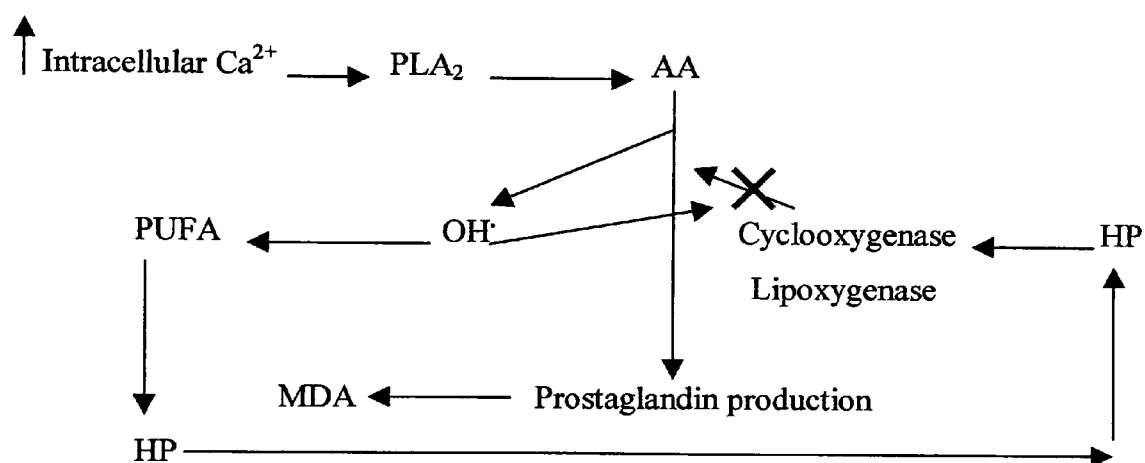 Intracellular Ca²⁺
PLA₂
AA
PUFA
OH·
Cyclooxygenase
HP
Lipoxygenase
MDA
Prostaglandin production
HP